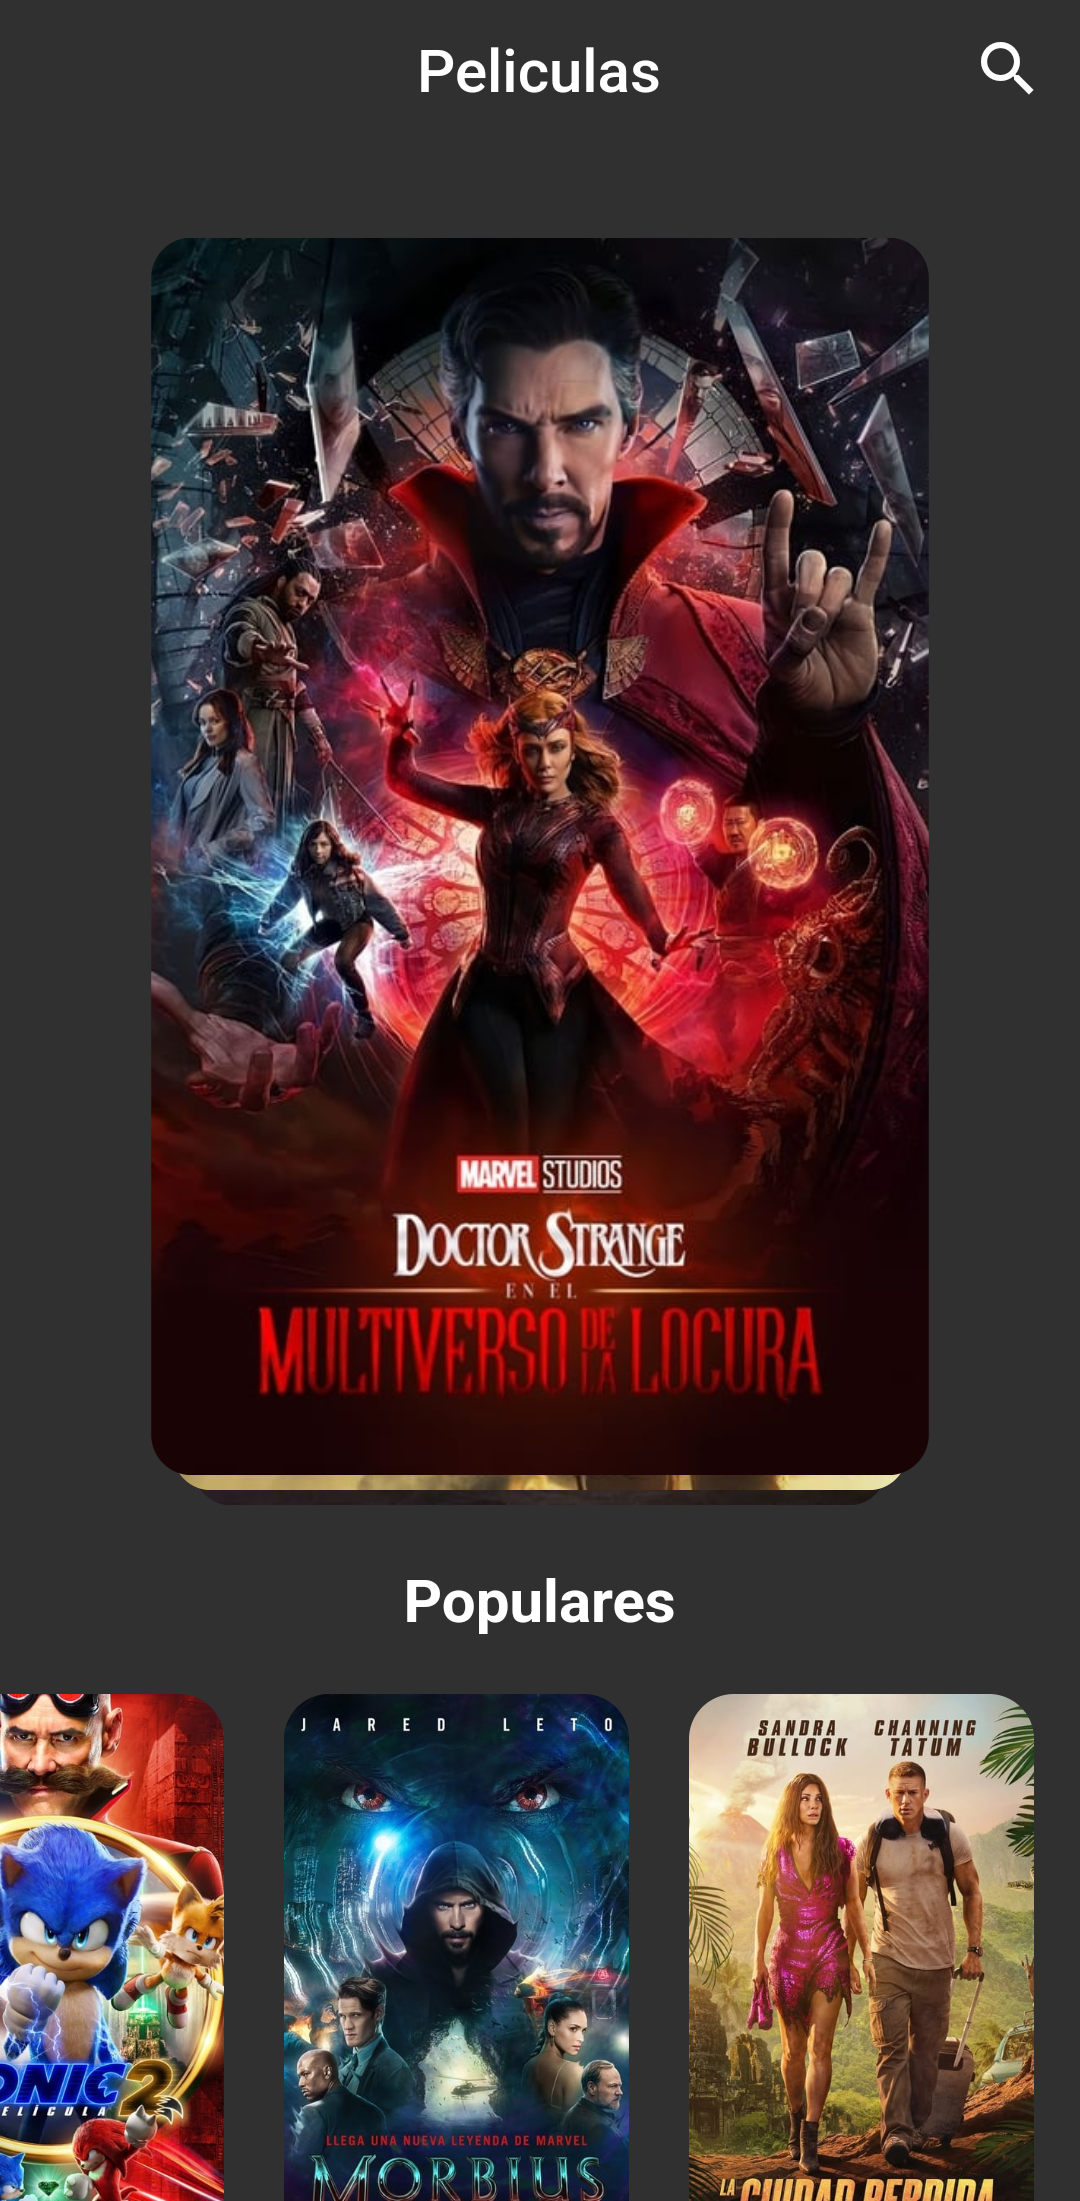 Peliculas
MARVEL STUDIOS
DOCTOR STRANGE
EN EL
MULTIVERSO DE LA LOCURA
Populares
ONIC 2
ELÍCULA
JARED LETO
LLEGA UNA NUEVA LEYENDA DE MARVEL
MORBIUS
SANDRA BULLOCK
CHANNING TATUM
LA CIUDAD PERDIDA